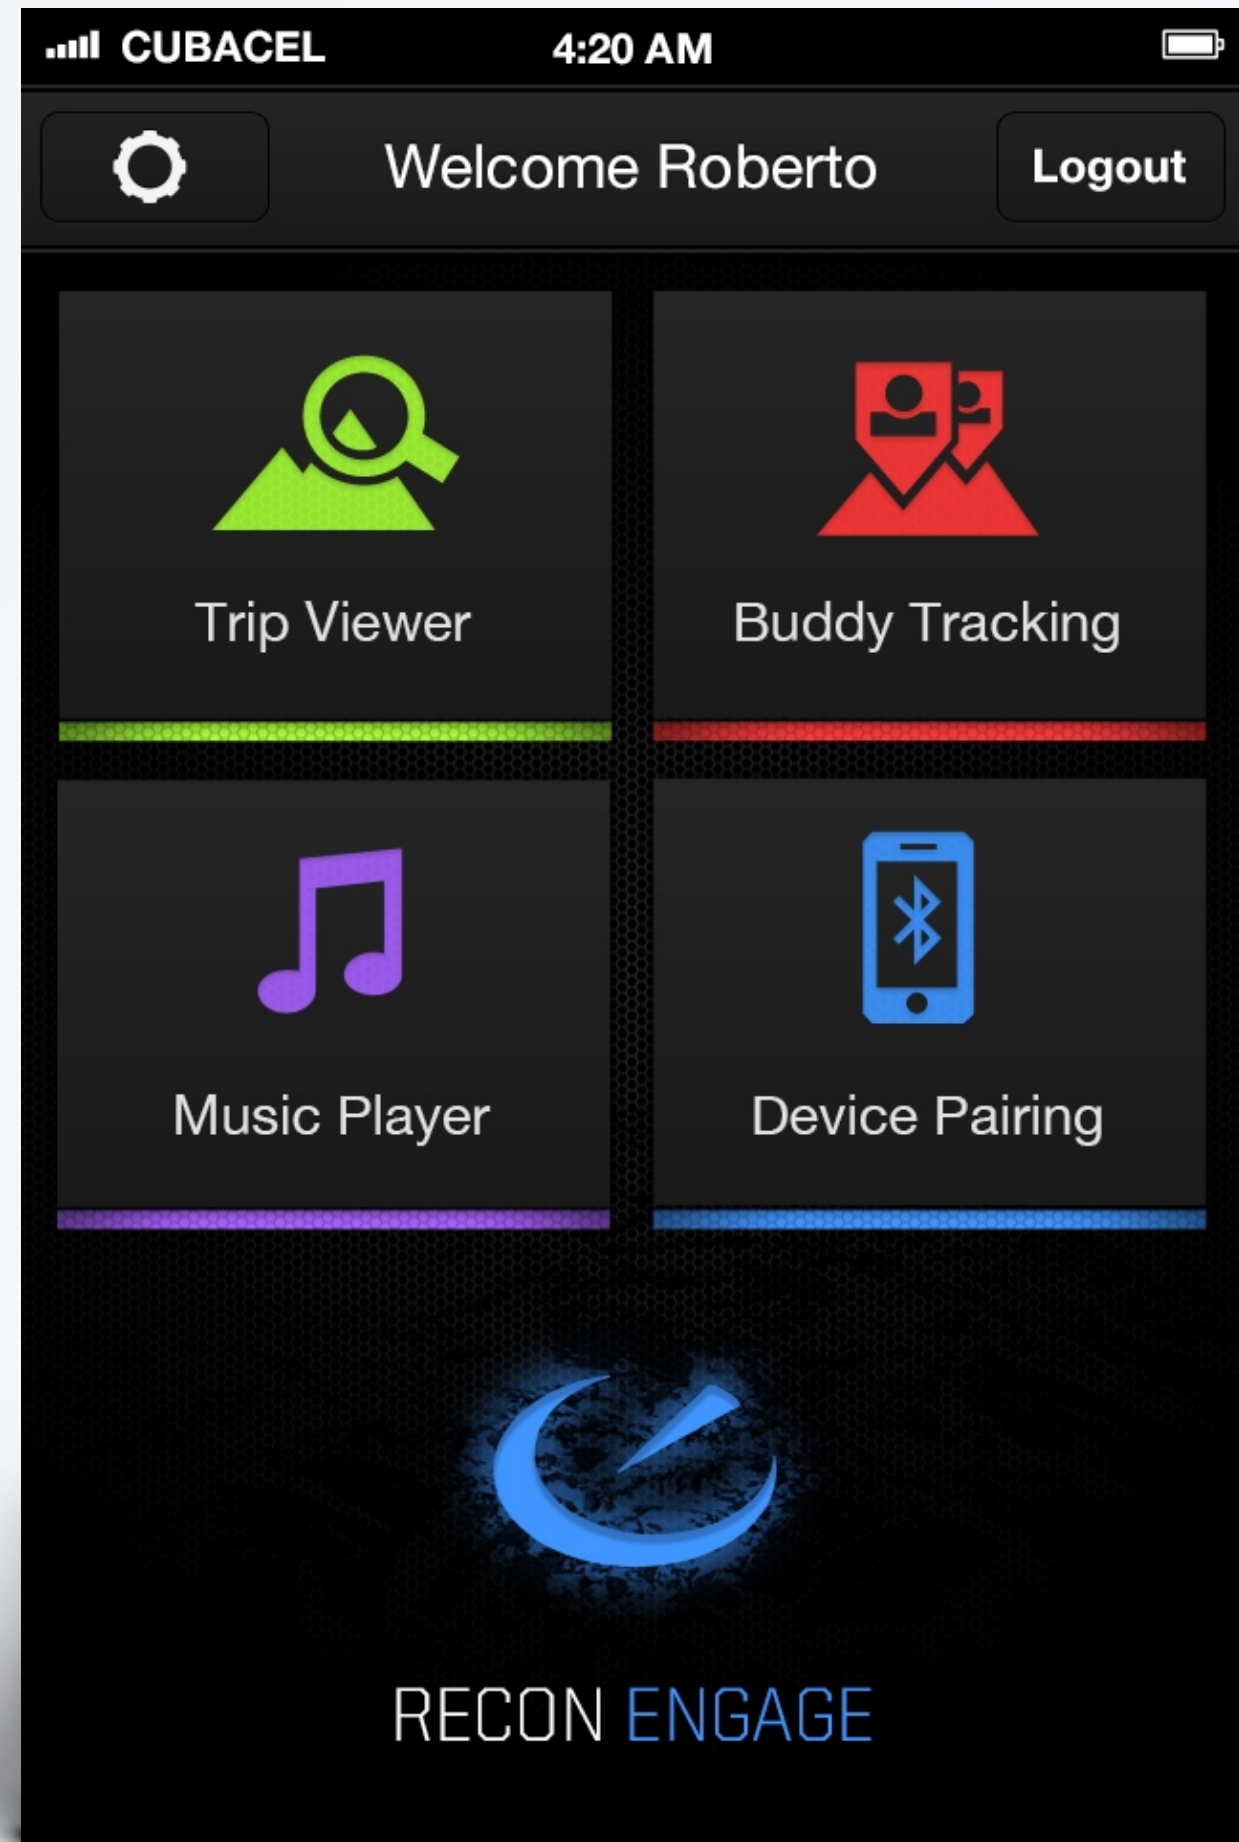 CUBACEL 4:20 AM
Welcome Roberto Logout
Trip Viewer Buddy Tracking
Music Player Device Pairing
RECON ENGAGE